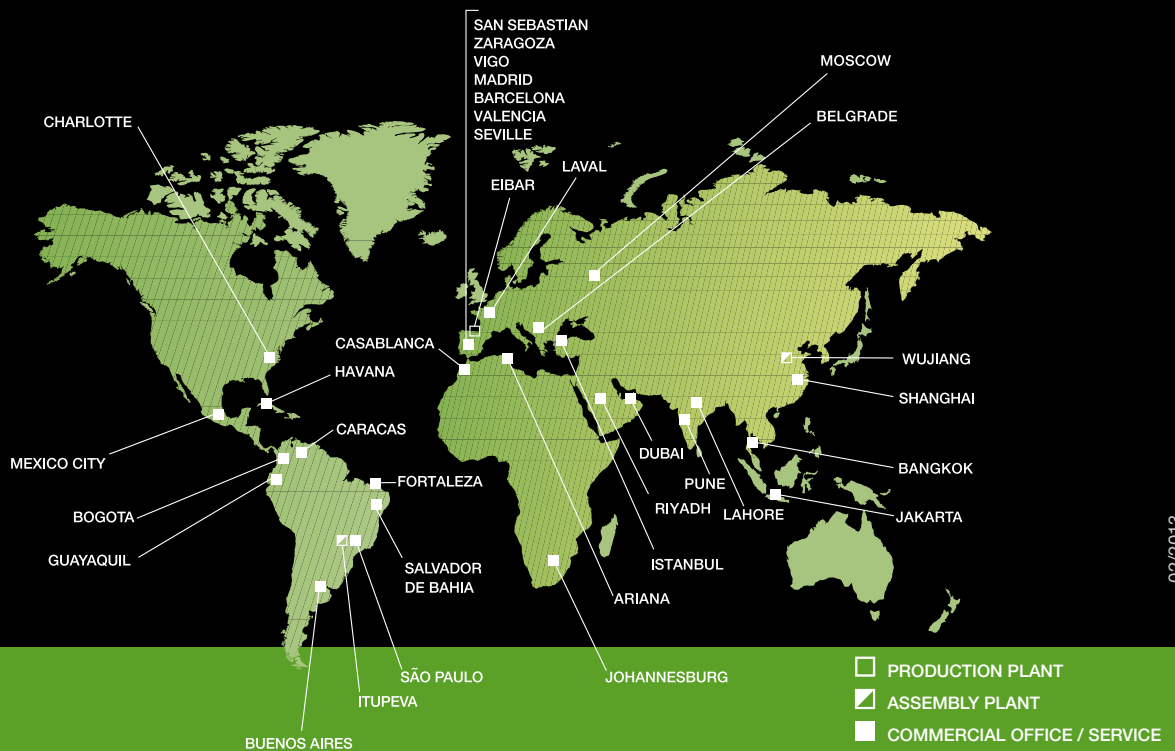 SAN SEBASTIAN
ZARAGOZA
VIGO
MADRID
BARCELONA
VALENCIA
SEVILLE
MOSCOW
BELGRADE
CHARLOTTE
LAVAL
EIBAR
CASABLANCA
HAVANA
WUJIANG
SHANGHAI
CARACAS
MEXICO CITY
DUBAI
BANGKOK
FORTALEZA
PUNE
RIYADH
LAHORE
JAKARTA
BOGOTA
GUAYAQUIL
SALVADOR
DE BAHIA
ISTANBUL
ARIANA
SÃO PAULO
JOHANNESBURG
ITUPEVA
BUENOS AIRES
PRODUCTION PLANT
ASSEMBLY PLANT
COMMERCIAL OFFICE / SERVICE
02/2013